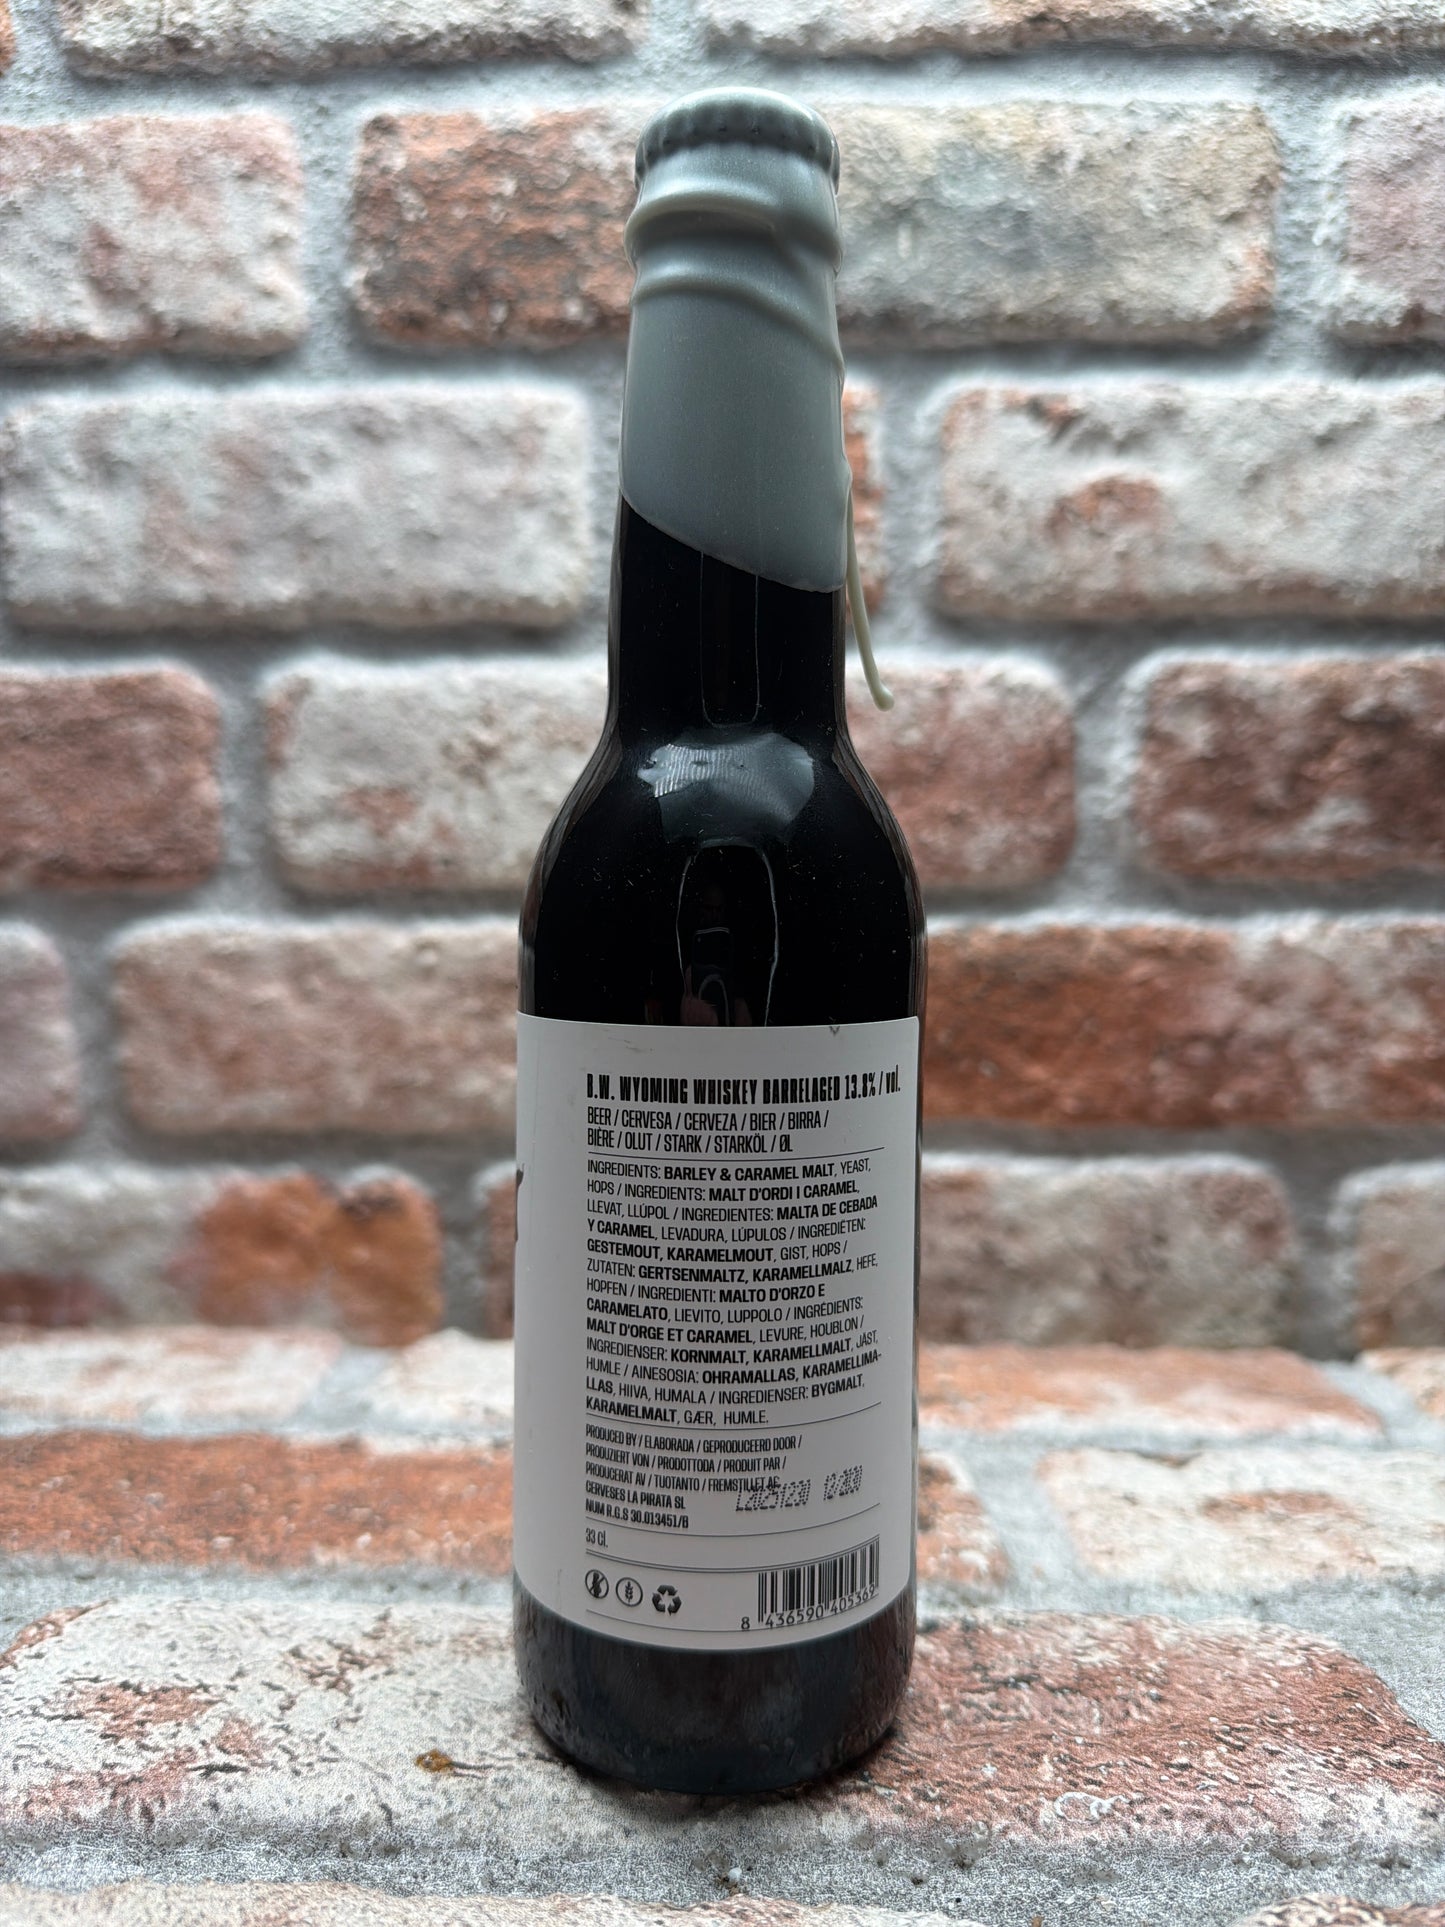 B.W. WYOMING WHISKEY BARRELAGED 13.8% / vol.
BEER / CERVESA / CERVEZA / BIER / BIRRA /
BIÈRE / OLUT / STARK / STARKÖL / ØL
INGREDIENTS: BARLEY & CARAMEL MALT, YEAST,
HOPS / INGREDIENTS: MALT D'ORDI I CARAMEL,
LLEVAT, LLÚPOL / INGREDIENTES: MALTA DE CEBADA
Y CARAMEL, LEVADURA, LÚPULOS / INGREDIËTEN:
GESTEMOUT, KARAMELMOUT, GIST, HOPS /
ZUTATEN: GERTSENMALTZ, KARAMELLMALZ, HEFE,
HOPFEN / INGREDIENTI: MALTO D'ORZO E
CARAMELATO, LIEVITO, LUPPOLO / INGRÉDIENTS:
MALT D'ORGE ET CARAMEL, LEVURE, HOUBLON /
INGREDIENSER: KORNMALT, KARAMELLMALT, JÄST,
HUMLE / AINESOSIA: OHRAMALLAS, KARAMELLIMA-
LLAS, HIIVA, HUMALA / INGREDIENSER: BYGMALT,
KARAMELMALT, GÆR, HUMLE.
PRODUCED BY / ELABORADA / GEPRODUCEERD DOOR /
PRODUZIERT VON / PRODOTTODA / PRODUIT PAR /
PRODUCERAT AV / TUOTANTO / FREMSTILLET AF:
CERVESES LA PIRATA SL
L20251230 12/2030
NUM R.G.S 30.013451/B
33 Cl.
8 436590 405369